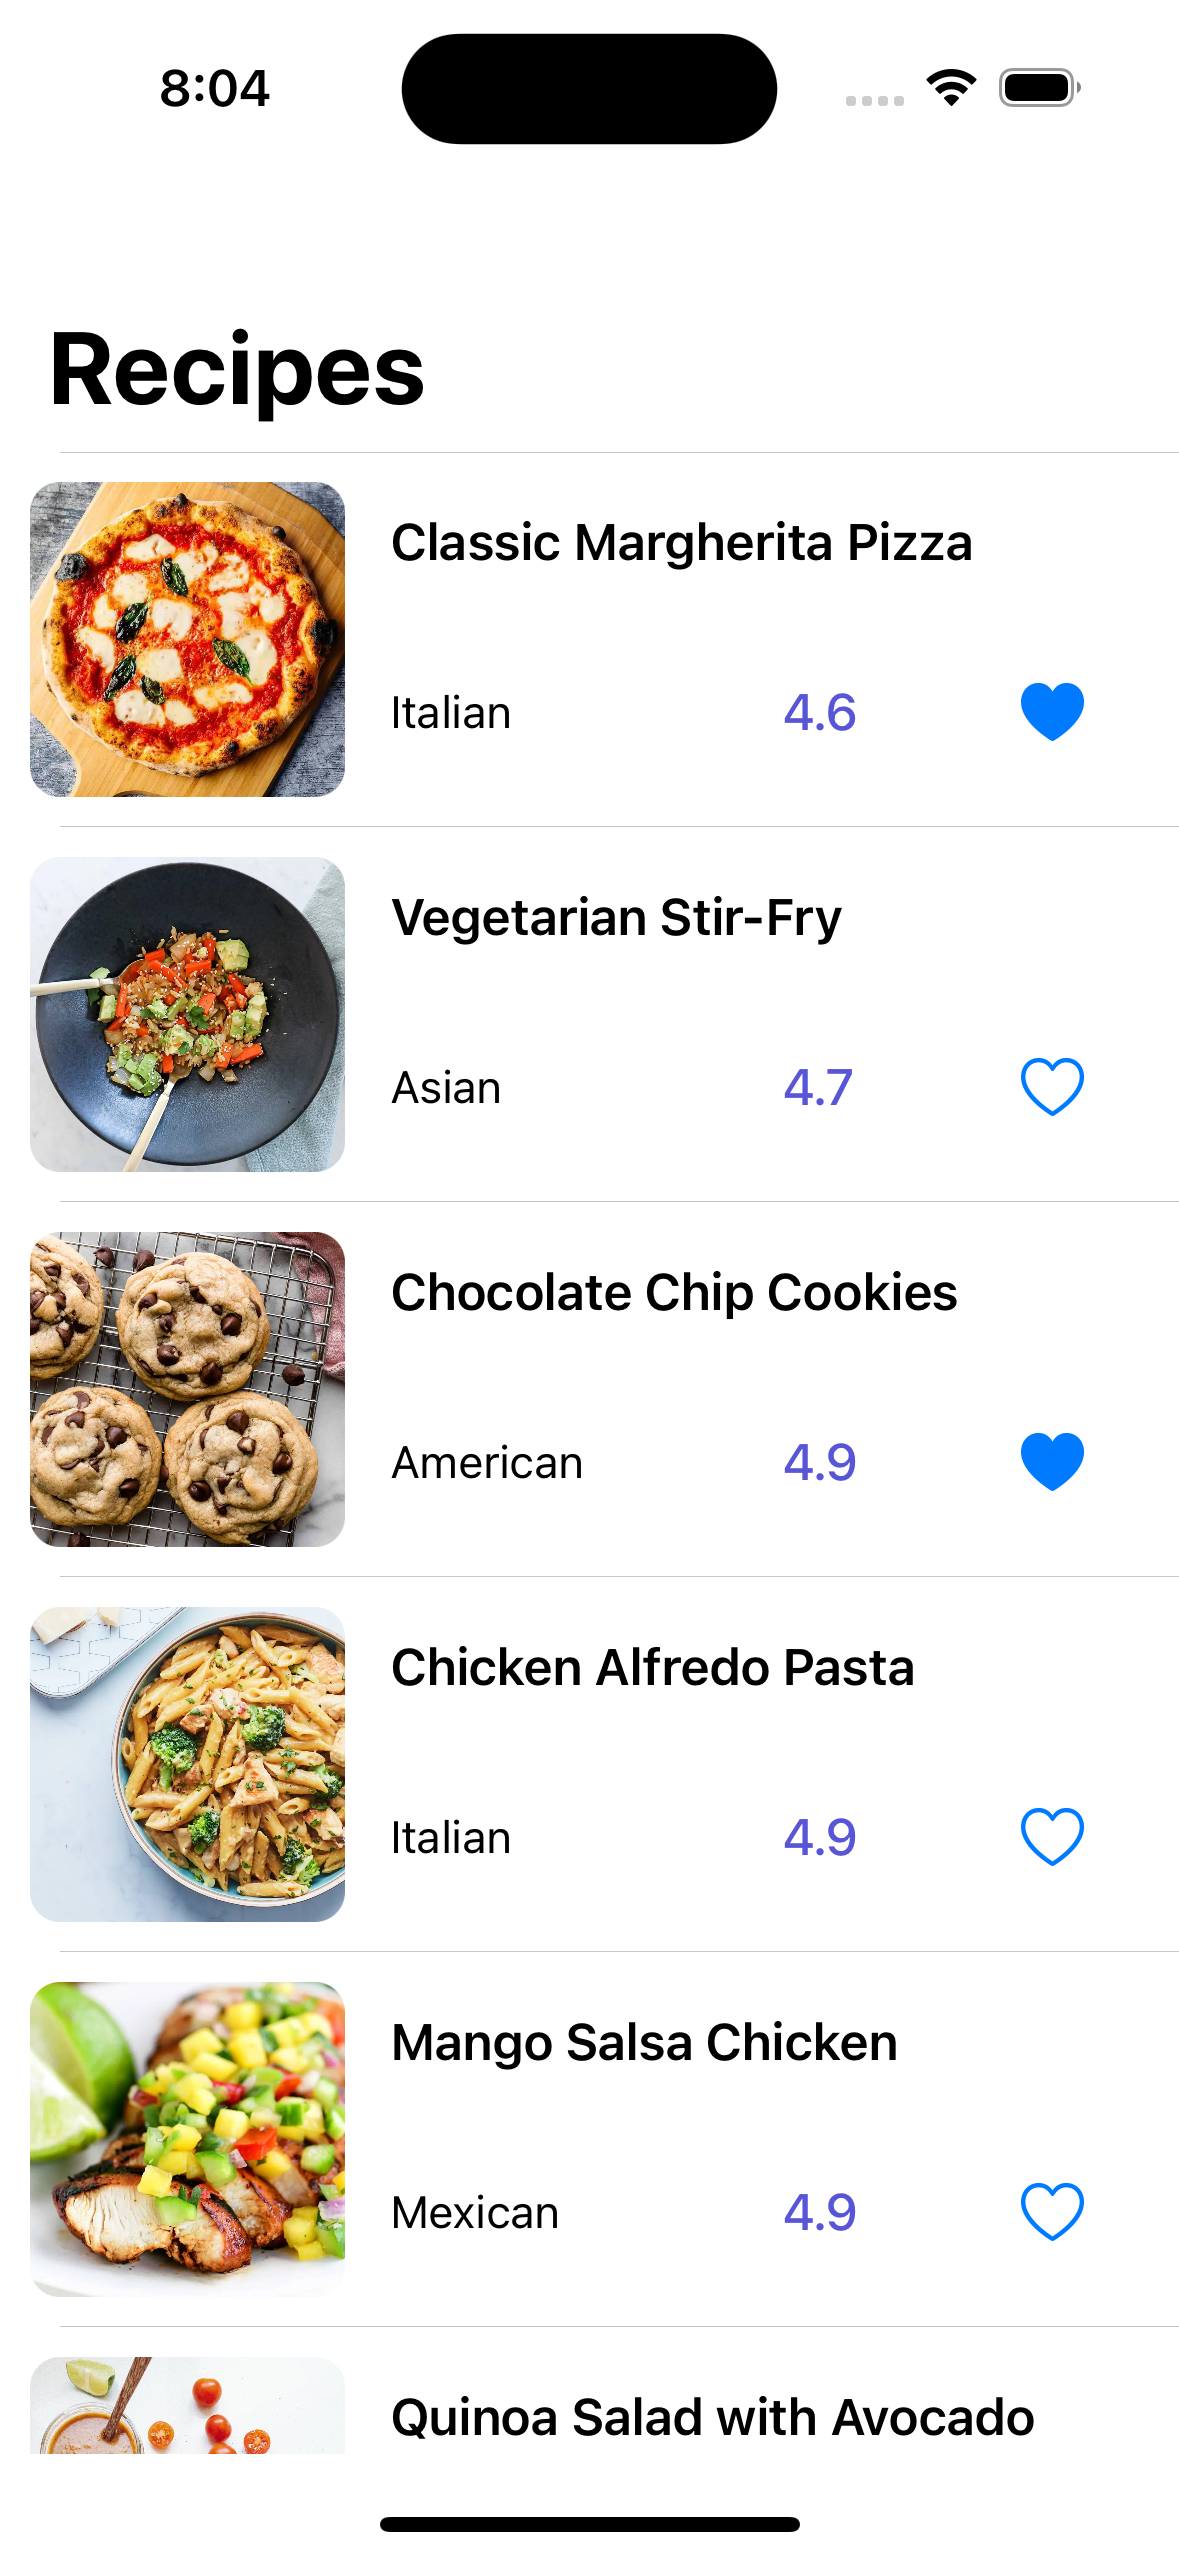 8:04
Recipes
Classic Margherita Pizza
Italian 4.6
Vegetarian Stir-Fry
Asian 4.7
Chocolate Chip Cookies
American 4.9
Chicken Alfredo Pasta
Italian 4.9
Mango Salsa Chicken
Mexican 4.9
Quinoa Salad with Avocado